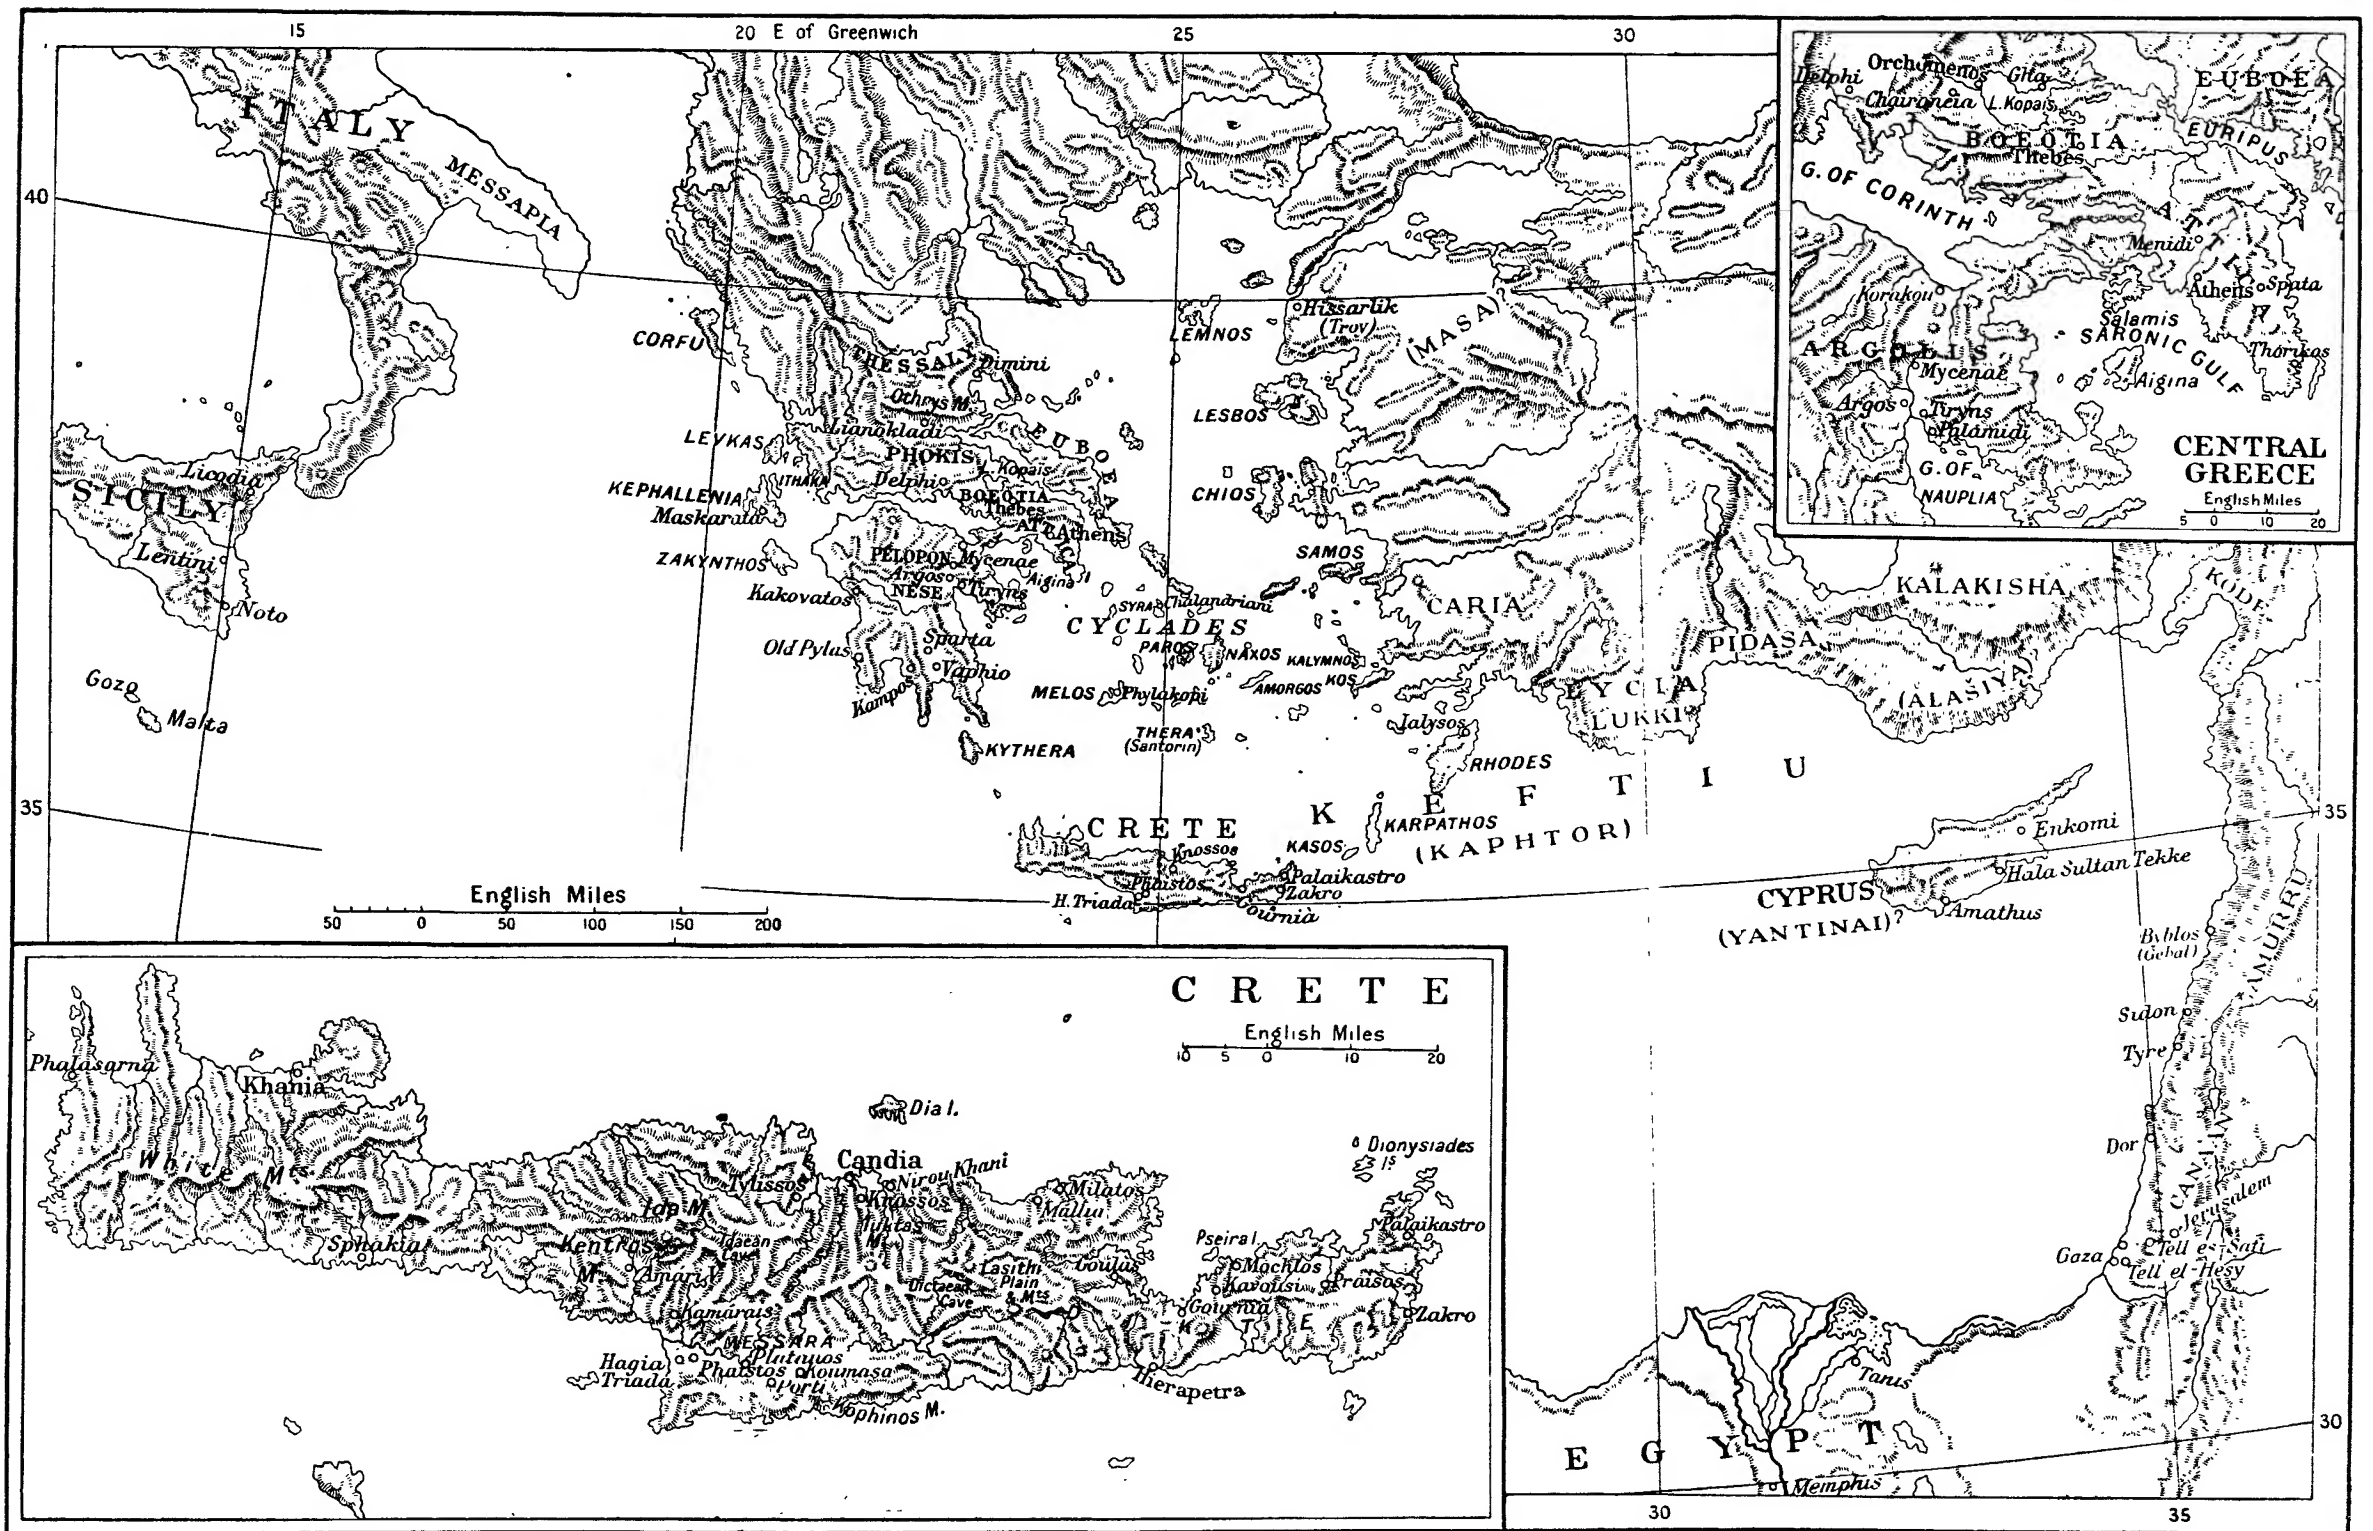 15
20 E of Greenwich
25
30
40
35
ITALY
MESSAPIA
SICILY
Licodia
Lentini
Noto
Gozo
Malta
CORFU
LEVKAS
ITHAKA
KEPHALLENIA
Maskarata
ZAKYNTHOS
Kakovatos
Old Pylas
Kampos
THESSALY
Dimini
Othrys M.
Lianokladi
EUBOEA
PHOKIS
L. Kopais
Delphi
BOEOTIA
Thebes
ATTICA
Athens
PELOPON
NESE
Mycenae
Argos
Tiryns
Aigina
Sparta
Vaphio
KYTHERA
LEMNOS
Hissarlik
(Troy)
(MASA)?
LESBOS
CHIOS
SAMOS
SYRA
Chalandriani
CYCLADES
PAROS
NAXOS
KALYMNOS
AMORGOS
KOS
MELOS
Phylakopi
THERA
(Santorin)
CARIA
LYCIA
LUKKI
PIDASA
KALAKISHA
KODE
(ALASIYA)
Jalysos
RHODES
KEFTIU
(KAPHTOR)
KARPATHOS
KASOS
CRETE
Knossos
Phaistos
H. Triada
Palaikastro
Zakro
Gournia
CYPRUS
(YANTINAI)?
Enkomi
Hala Sultan Tekke
Amathus
35
Byblos
(Gebal)
AMURRU
Sidon
Tyre
Dor
Jerusalem
Gaza
Tell es-Safi
Tell el-Hesy
Tanis
EGYPT
Memphis
30
30
35
English Miles
50 0 50 100 150 200
Delphi
Orchomenos
Gha
EUBOEA
Chaironeia
L. Kopais
BOEOTIA
Thebes
EURIPUS
G. OF CORINTH
ATTICA
Menidi
Athens
Spata
Korakou
Salamis
SARONIC GULF
Thorikos
ARGOLIS
Mycenae
Aigina
Argos
Tiryns
Palamidi
G. OF
NAUPLIA
CENTRAL
GREECE
English Miles
5 0 10 20
CRETE
English Miles
10 5 0 10 20
Phalasarna
Khania
White Mts.
Sphakia
Dia I.
Candia
Nirou Khani
Tylissos
Knossos
Ida M.
Iuktas
M.
Idaean
Cave
Kentros
M.
Amari
Kamarais
MESSARA
Hagia
Triada
Phaistos
Platanos
Koumasa
Porti
Kophinos M.
Milatos
Mallia
Lasithi
Plain
& Mts.
Dictaean
Cave
Goulas
Dionysiades
Is
Palaikastro
Pseira I.
Mochlos
Kavousi
Praisos
Gournia
Zakro
Hierapetra